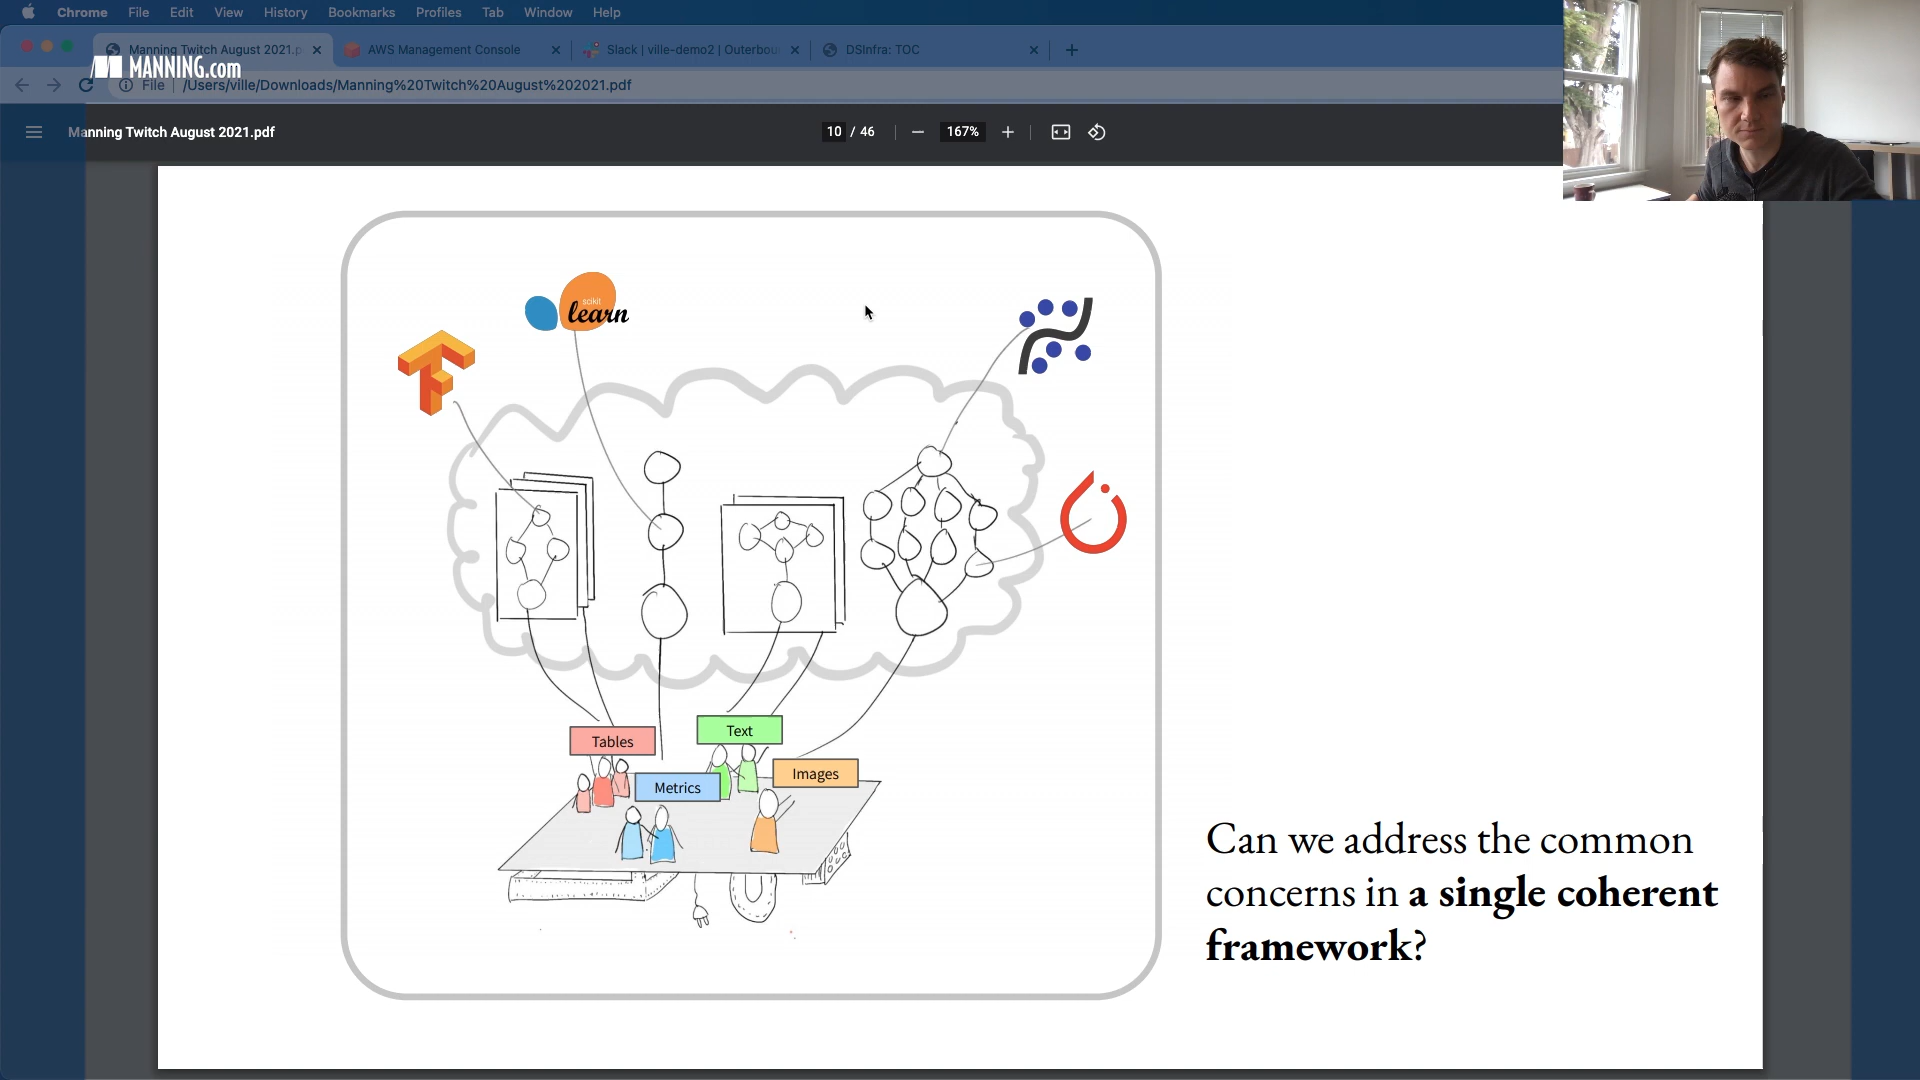 Chrome File Edit View History Bookmarks Profiles Tab Window Help
Manning Twitch August 2021.p
AWS Management Console
Slack | ville-demo2 | Outerbou
DSInfra: TOC
MANNING.com
File /Users/ville/Downloads/Manning%20Twitch%20August%202021.pdf
Manning Twitch August 2021.pdf
10 / 46
167%
scikit
learn
Tables
Text
Metrics
Images
Can we address the common
concerns in a single coherent
framework?